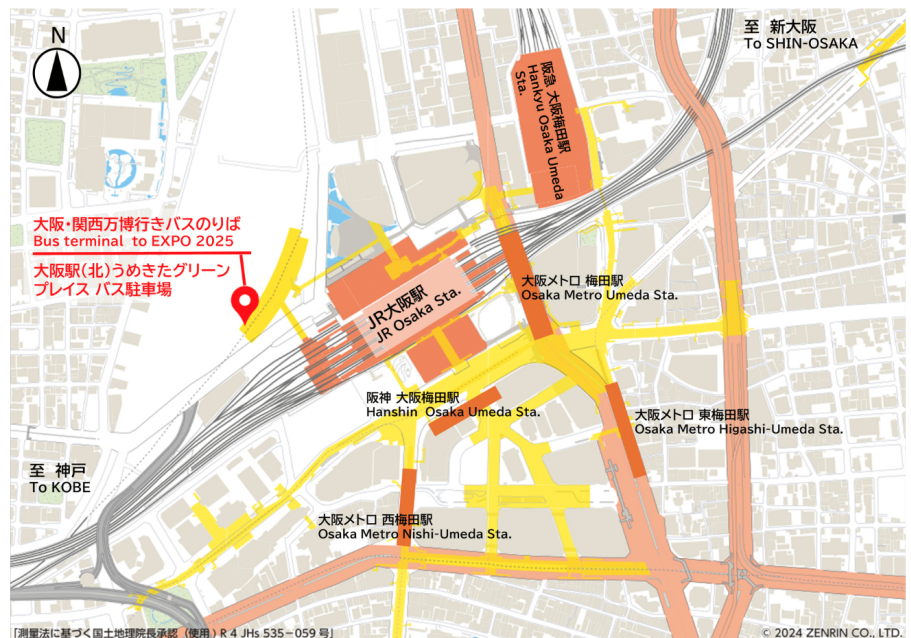 N
至 新大阪
To SHIN-OSAKA
阪急 大阪梅田駅
Hankyu Osaka Umeda
Sta.
大阪・関西万博行きバスのりば
Bus terminal to EXPO 2025
大阪駅(北)うめきたグリーン
プレイス バス駐車場
JR大阪駅
JR Osaka Sta.
大阪メトロ 梅田駅
Osaka Metro Umeda Sta.
阪神 大阪梅田駅
Hanshin Osaka Umeda Sta.
大阪メトロ 東梅田駅
Osaka Metro Higashi-Umeda Sta.
至 神戸
To KOBE
大阪メトロ 西梅田駅
Osaka Metro Nishi-Umeda Sta.
「測量法に基づく国土地理院長承認（使用）R 4 JHs 535－059 号」
© 2024 ZENRIN CO., LTD.